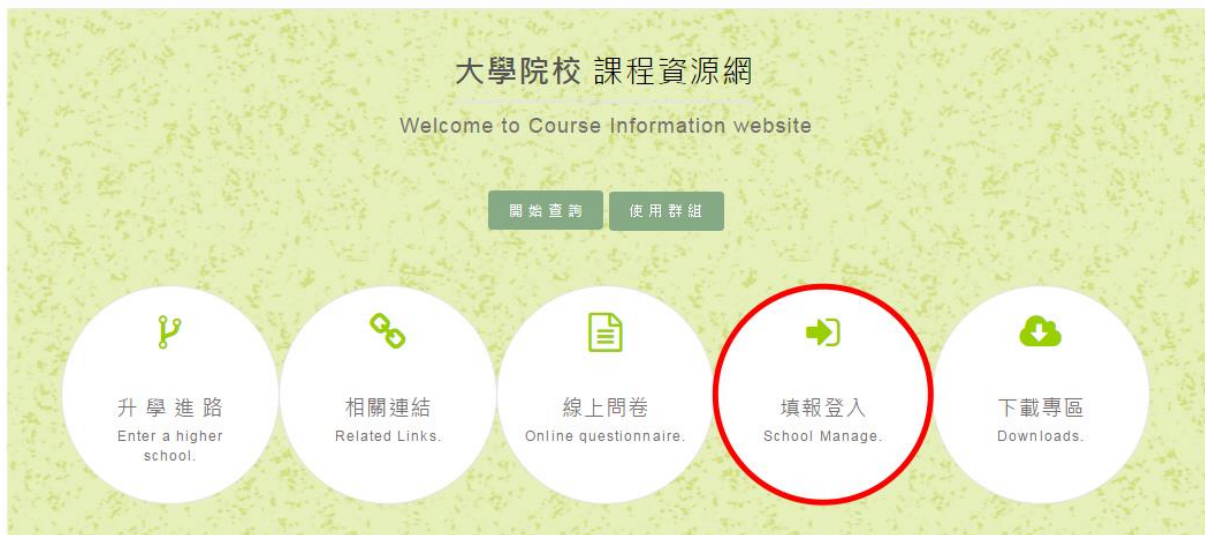 大學院校 課程資源網
Welcome to Course Information website
開始查詢
使用群組
升學進路
Enter a higher
school.
相關連結
Related Links.
線上問卷
Online questionnaire.
填報登入
School Manage.
下載專區
Downloads.